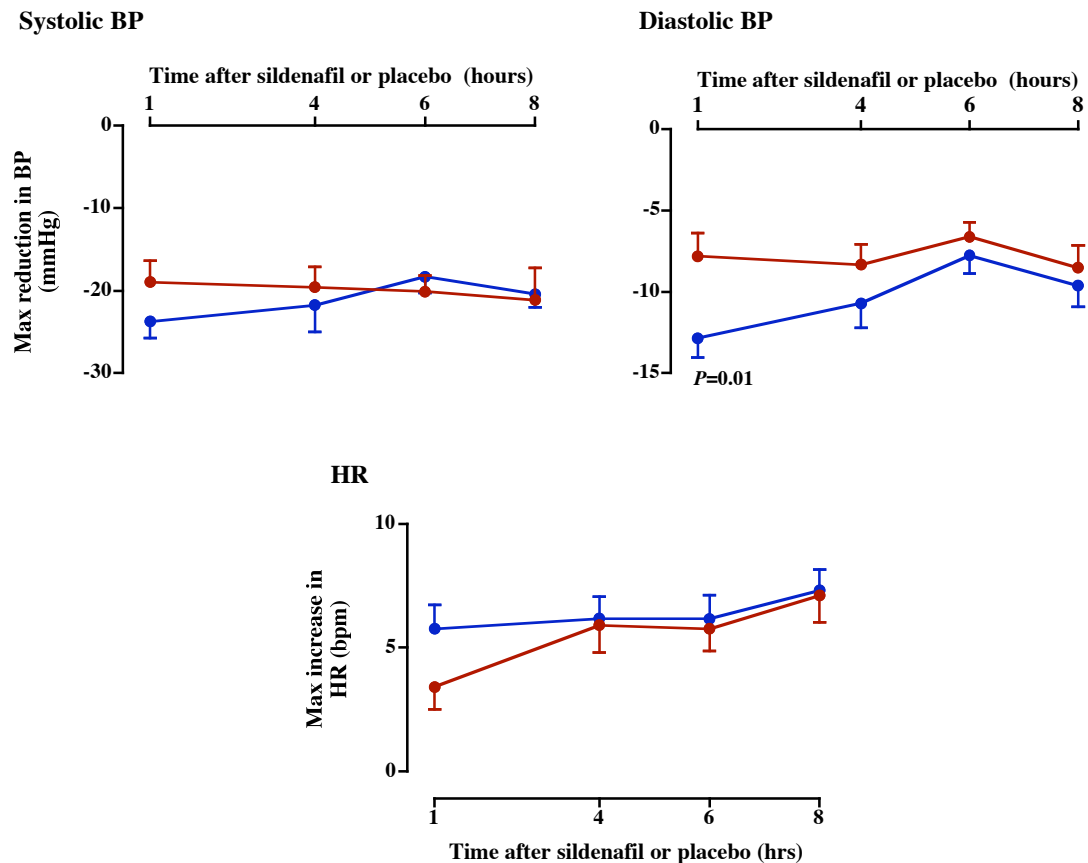 Systolic BP
Time after sildenafil or placebo (hours)
1 4 6 8
0
-10
-20
-30
Max reduction in BP
(mmHg)
Diastolic BP
Time after sildenafil or placebo (hours)
1 4 6 8
0
-5
-10
-15
P=0.01
HR
10
5
0
Max increase in
HR (bpm)
1 4 6 8
Time after sildenafil or placebo (hrs)